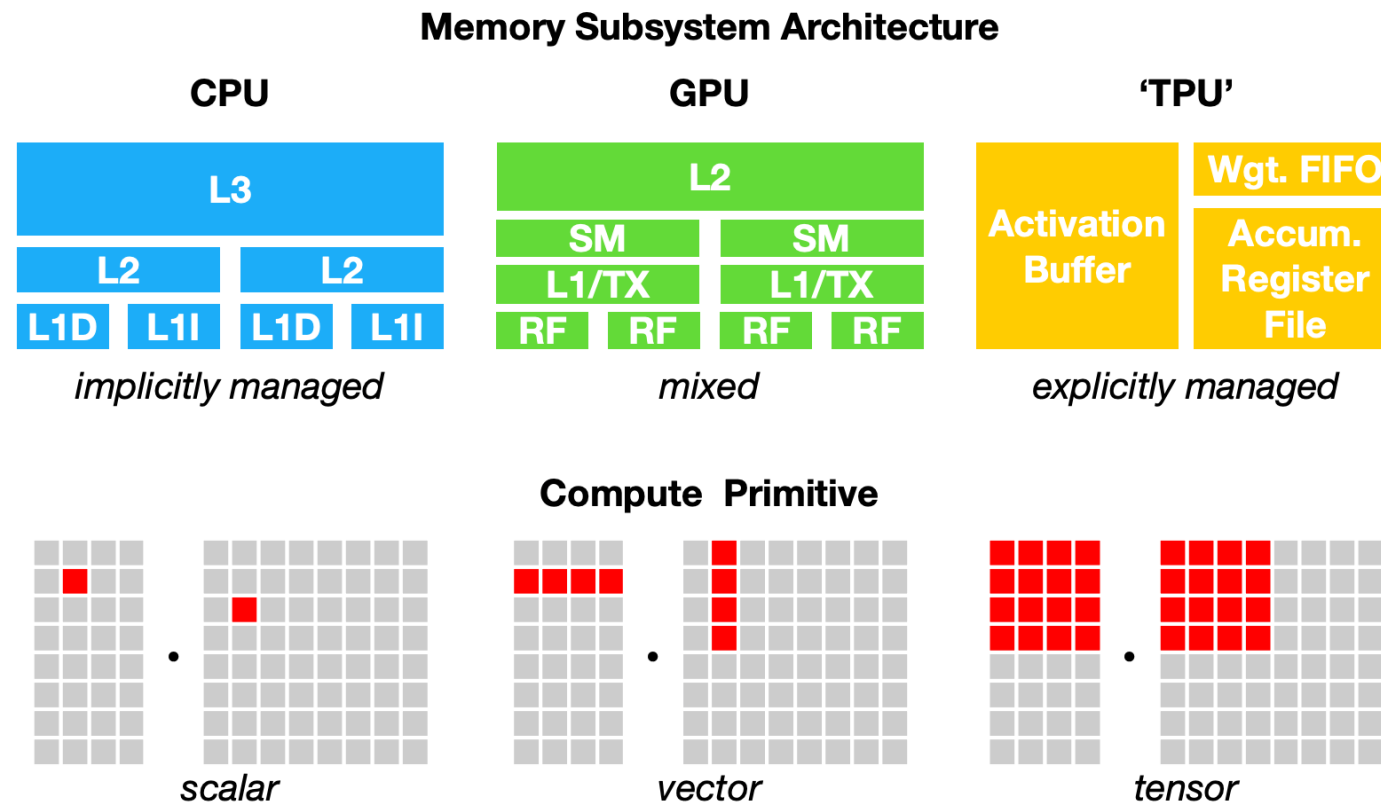 Memory Subsystem Architecture
CPU
GPU
‘TPU’
L3
L2 L2
L1D L1I L1D L1I
implicitly managed
L2
SM SM
L1/TX L1/TX
RF RF RF RF
mixed
Activation
Buffer
Wgt. FIFO
Accum.
Register
File
explicitly managed
Compute Primitive
scalar
vector
tensor